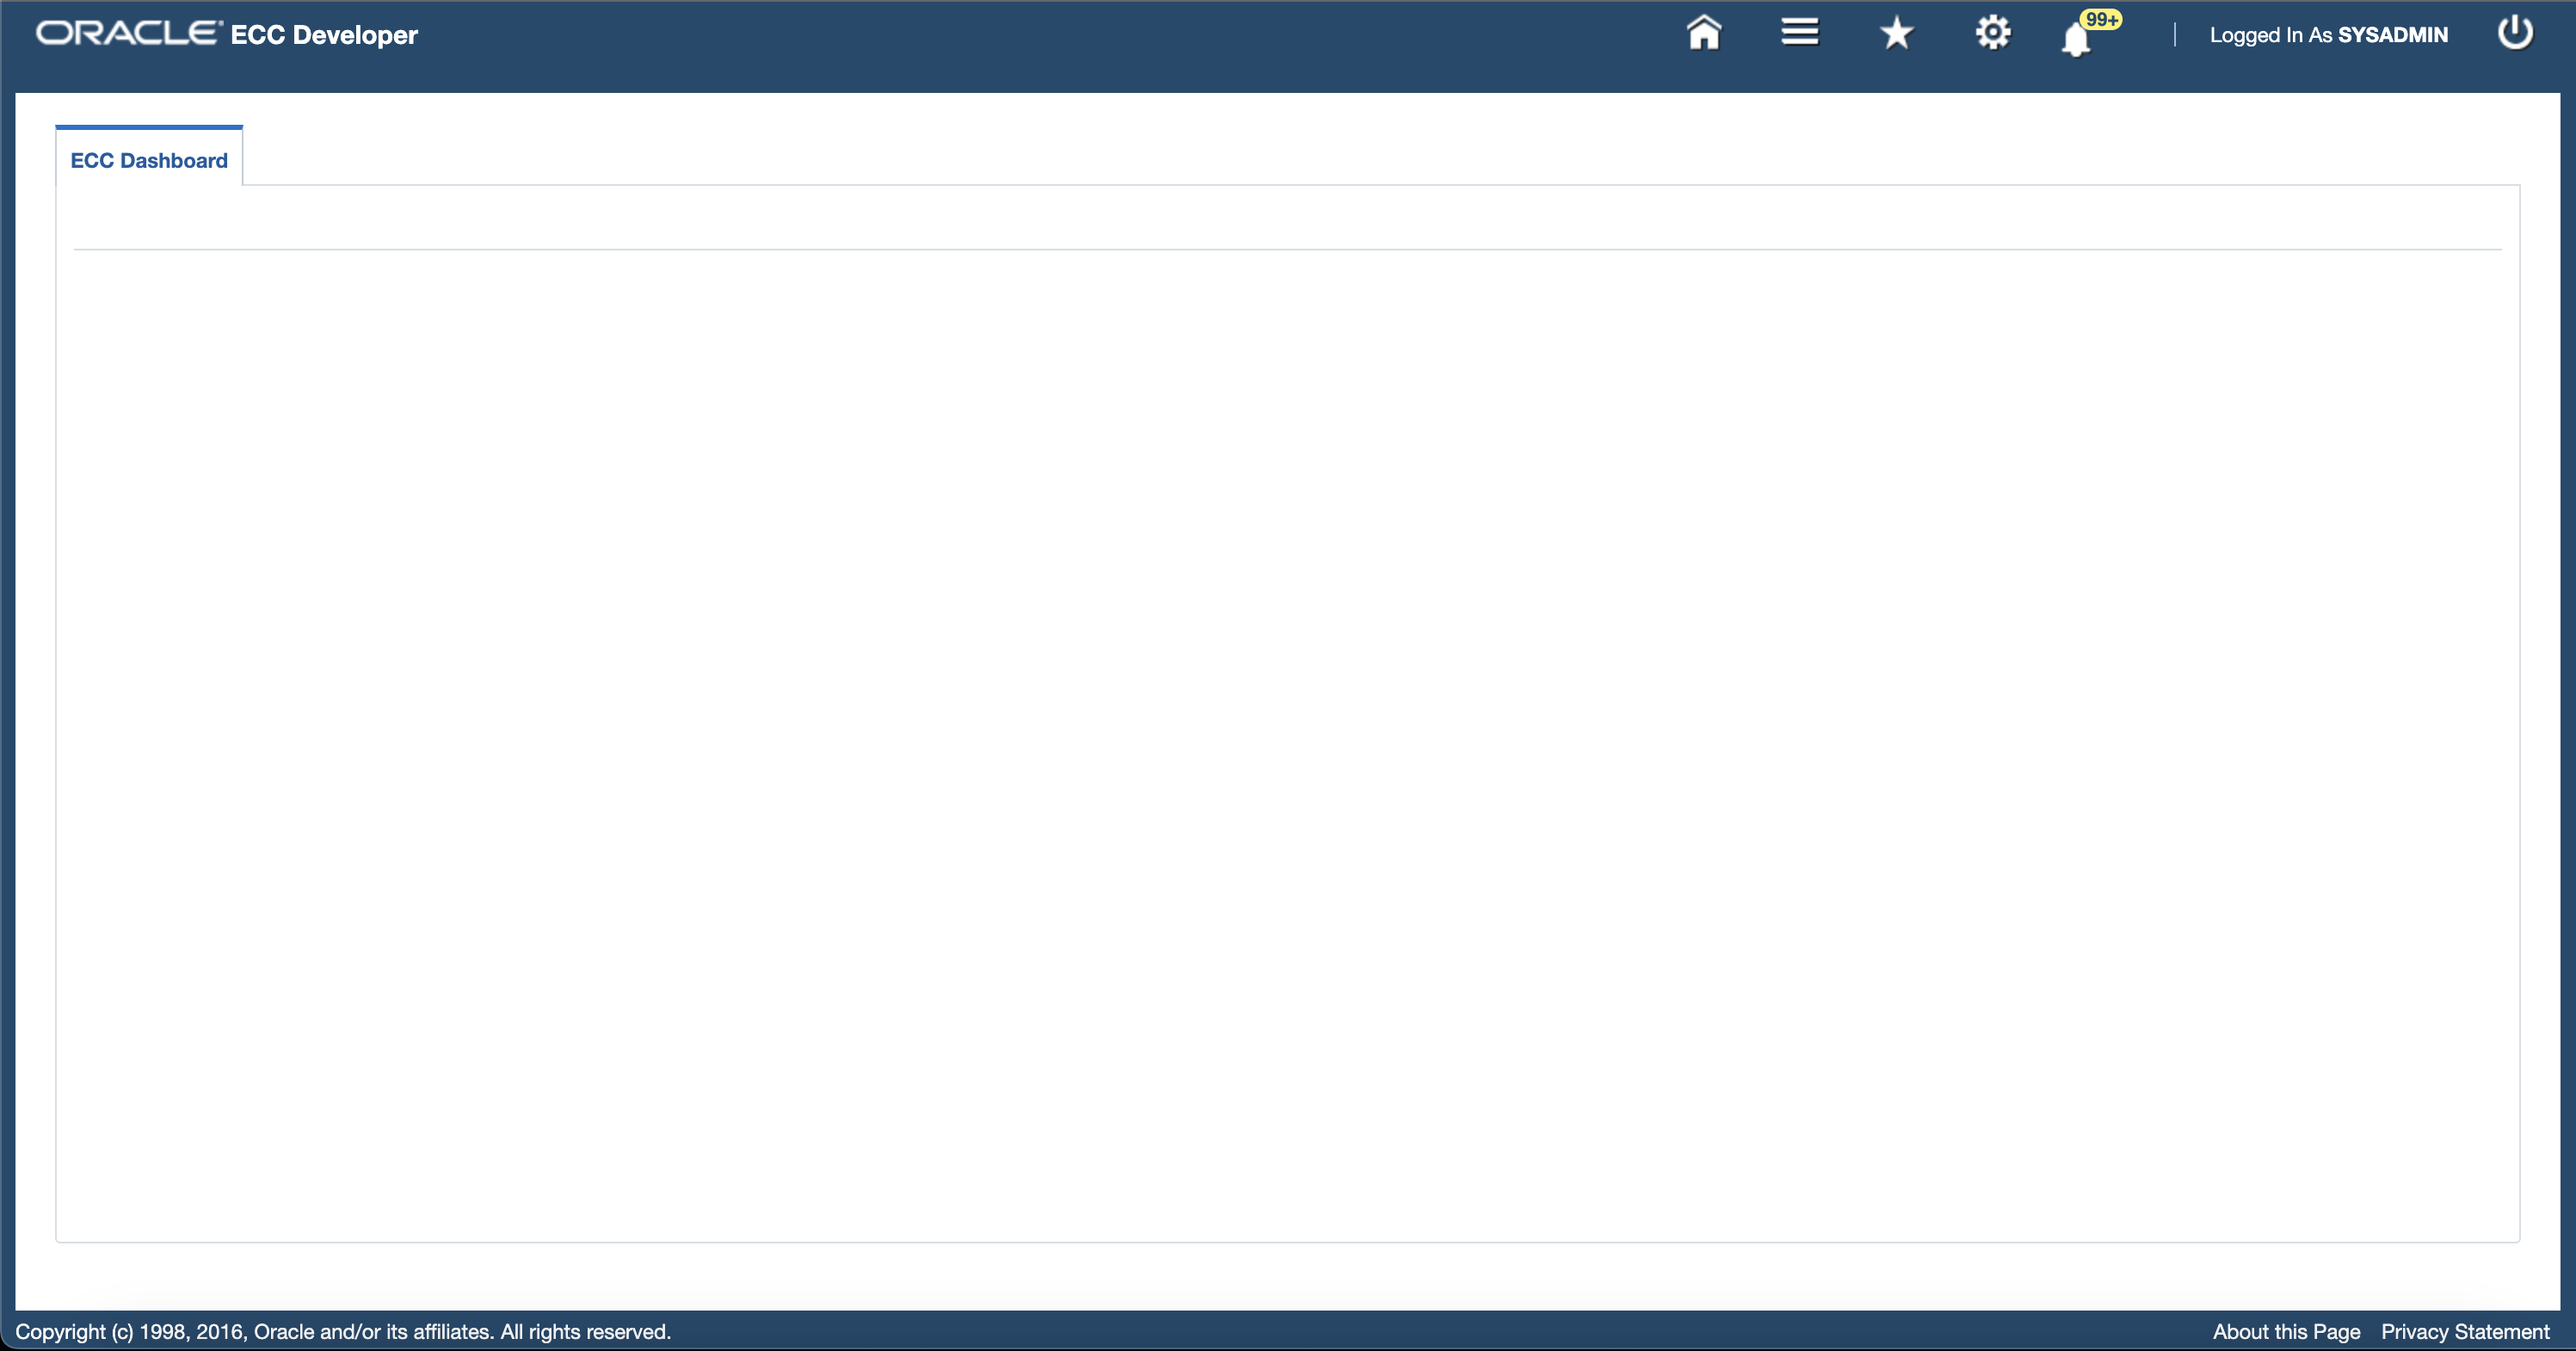 ORACLE® ECC Developer
99+
Logged In As SYSADMIN
ECC Dashboard
Copyright (c) 1998, 2016, Oracle and/or its affiliates. All rights reserved.
About this Page Privacy Statement